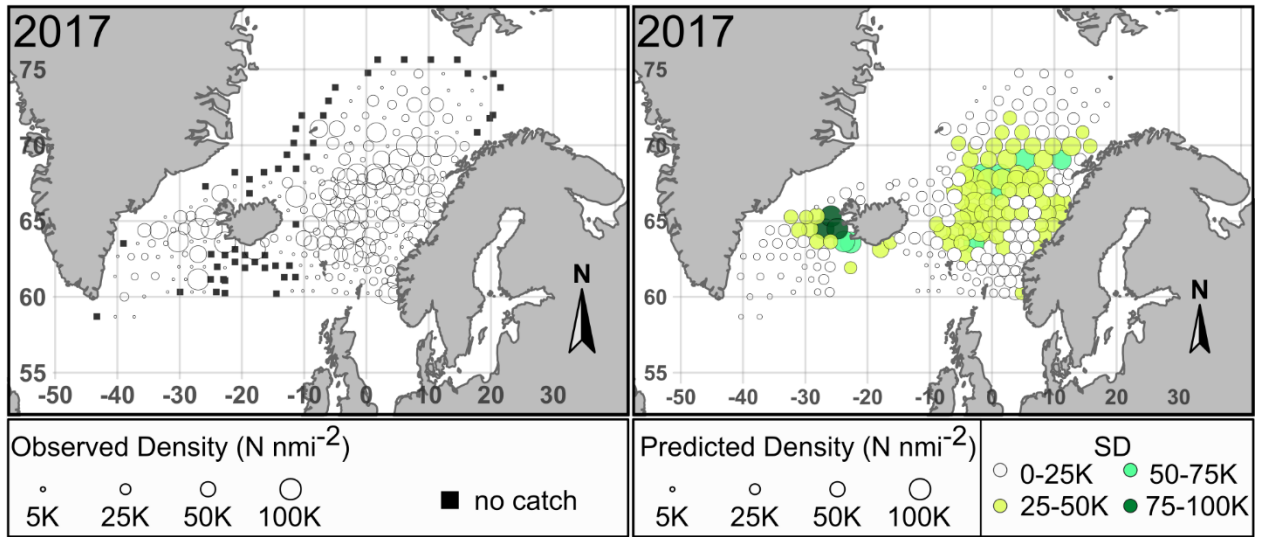 2017
75
70
65
60
55
-50 -40 -30 -20 -10 0 10 20 30
N
Observed Density (N nmi-2)
5K 25K 50K 100K
no catch
2017
75
70
65
60
55
-50 -40 -30 -20 -10 0 10 20 30
N
Predicted Density (N nmi-2)
5K 25K 50K 100K
SD
0-25K 50-75K
25-50K 75-100K